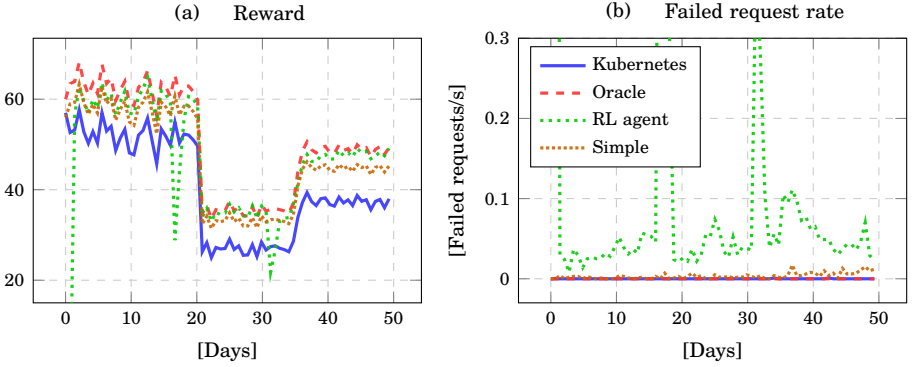 (a) Reward
60
40
20
0 10 20 30 40 50
[Days]
(b) Failed request rate
[Failed requests/s]
0.3
0.2
0.1
0
Kubernetes
Oracle
RL agent
Simple
0 10 20 30 40 50
[Days]